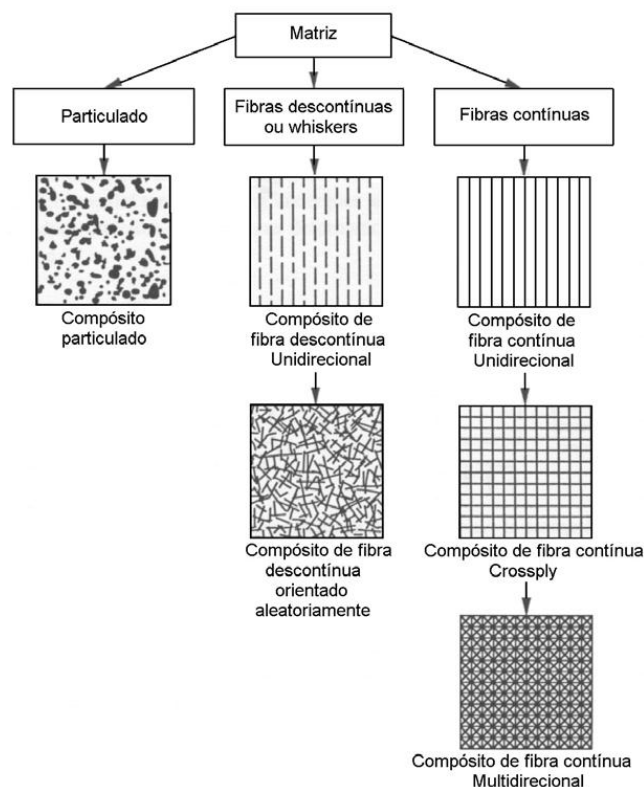 Matriz
Particulado
Fibras descontínuas
ou whiskers
Fibras contínuas
Compósito
particulado
Compósito de
fibra descontínua
Unidirecional
Compósito de
fibra contínua
Unidirecional
Compósito de fibra
descontínua
orientado
aleatoriamente
Compósito de fibra contínua
Crossply
Compósito de fibra contínua
Multidirecional